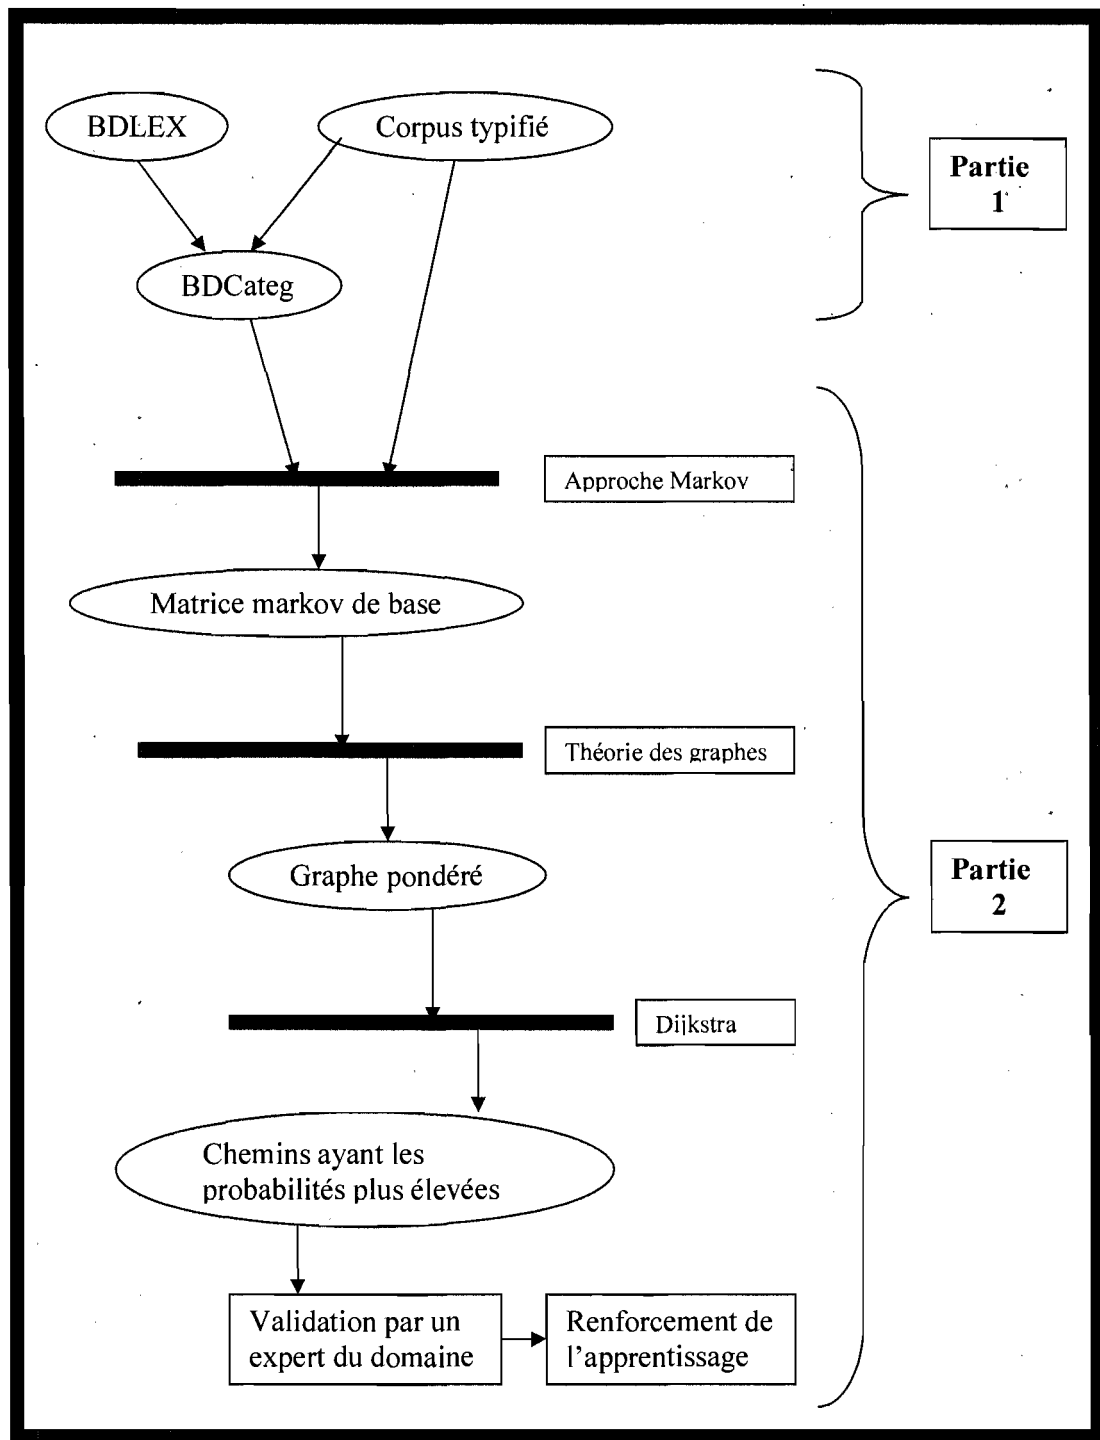 BDLEX
Corpus typifié
Partie
1
BDCateg
Approche Markov
Matrice markov de base
Théorie des graphes
Graphe pondéré
Partie
2
Dijkstra
Chemins ayant les
probabilités plus élevées
Validation par un
expert du domaine
Renforcement de
l'apprentissage